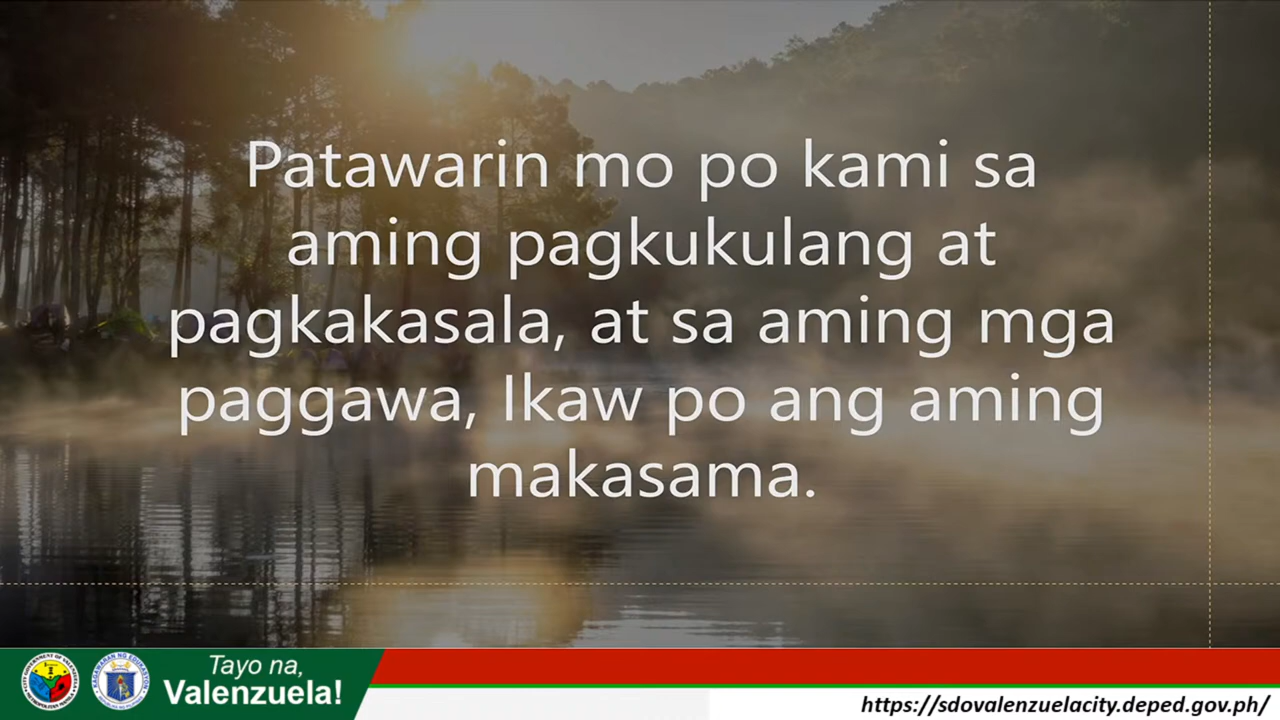 Patawarin mo po kami sa
aming pagkukulang at
pagkakasala, at sa aming mga
paggawa, Ikaw po ang aming
makasama.
Tayo na,
Valenzuela!
https://sdovalenzuelacity.deped.gov.ph/